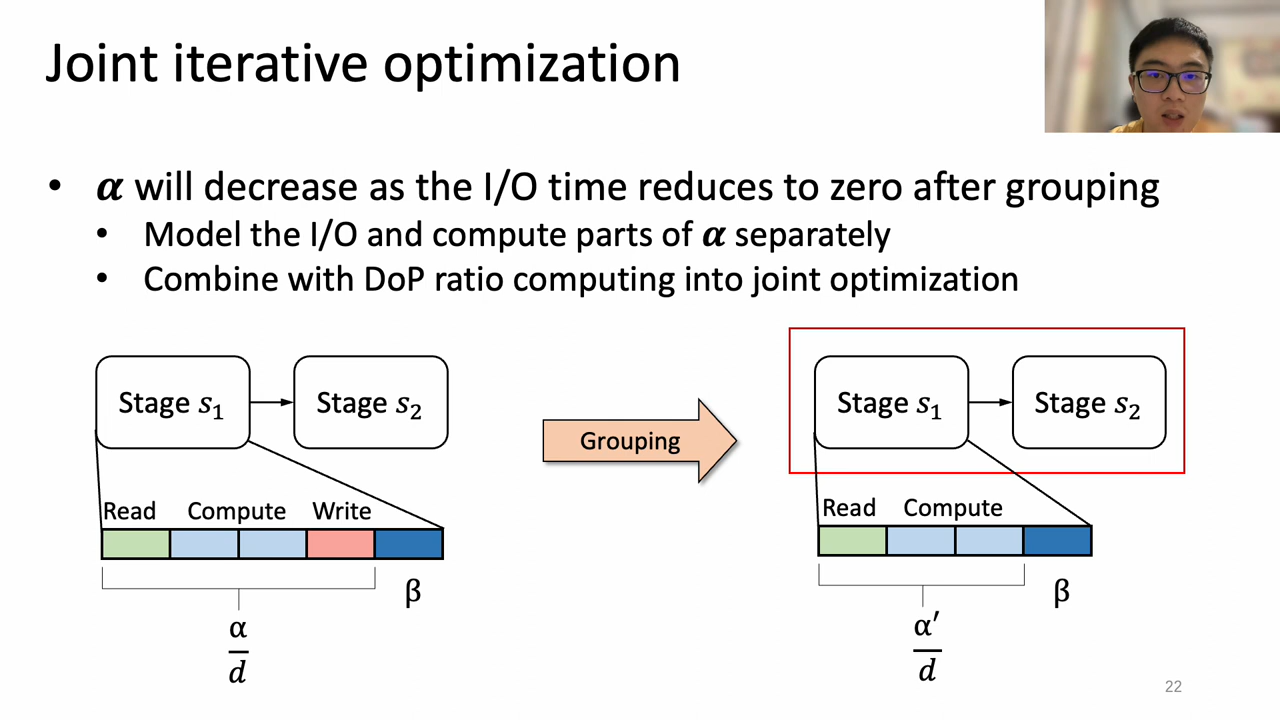 Joint iterative optimization
• α will decrease as the I/O time reduces to zero after grouping
• Model the I/O and compute parts of α separately
• Combine with DoP ratio computing into joint optimization
Stage s₁
Stage s₂
Grouping
Stage s₁
Stage s₂
Read Compute Write
Read Compute
β
β
α
d
α′
d
22